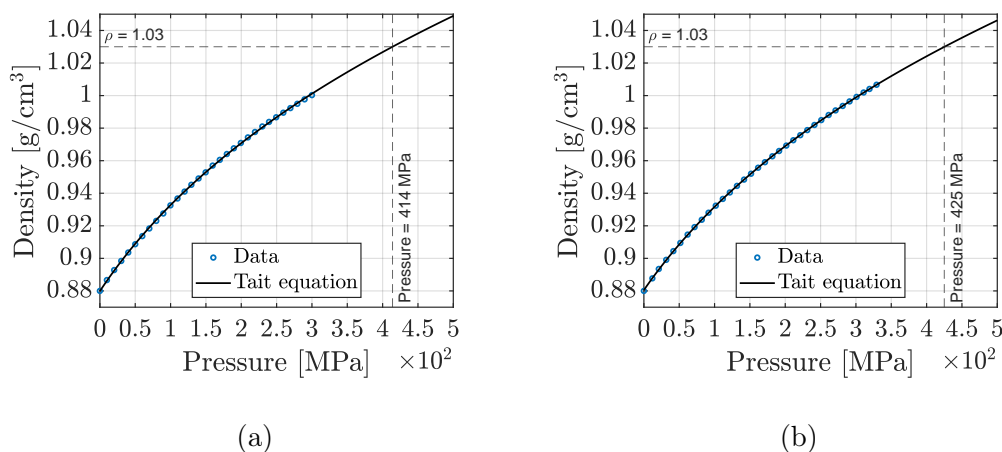 1.04
1.02
1
0.98
0.96
0.94
0.92
0.9
0.88
Density [g/cm³]
ρ = 1.03
Pressure = 414 MPa
Data
Tait equation
0 0.5 1 1.5 2 2.5 3 3.5 4 4.5 5
Pressure [MPa] ×10²
(a)
1.04
1.02
1
0.98
0.96
0.94
0.92
0.9
0.88
Density [g/cm³]
ρ = 1.03
Pressure = 425 MPa
Data
Tait equation
0 0.5 1 1.5 2 2.5 3 3.5 4 4.5 5
Pressure [MPa] ×10²
(b)